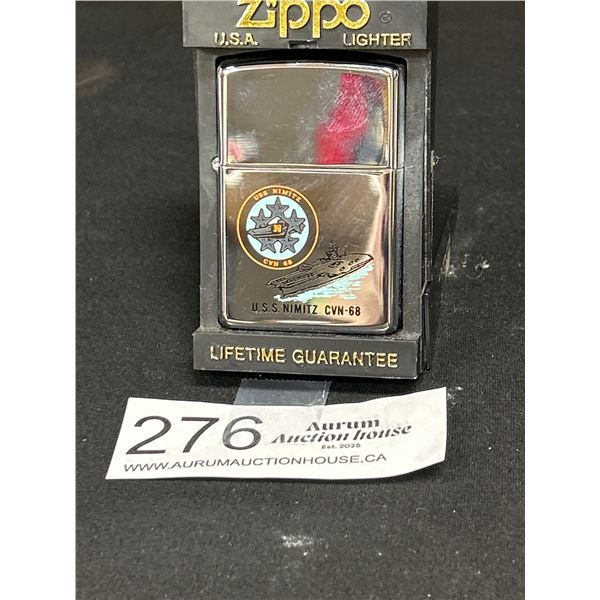 Zippo
U.S.A. LIGHTER
USS NIMITZ
N
CVN 68
U.S.S. NIMITZ CVN-68
LIFETIME GUARANTEE
276
Aurum
Auction house
Est. 2025
WWW.AURUMAUCTIONHOUSE.CA